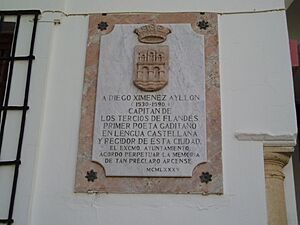 A DIEGO XIMENEZ AYLLON
(1530-1590)
CAPITAN DE
LOS TERCIOS DE FLANDES
PRIMER POETA GADITANO
EN LENGUA CASTELLANA
Y REGIDOR DE ESTA CIUDAD,
EL EXCMO. AYUNTAMIENTO
ACORDO PERPETUAR LA MEMORIA
DE TAN PRECLARO ARCENSE
MCMLXXXV